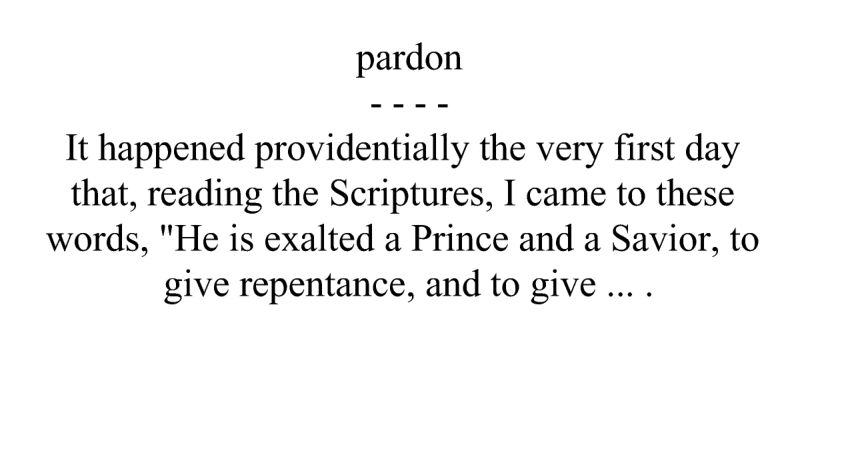 pardon
- - - -
It happened providentially the very first day
that, reading the Scriptures, I came to these
words, "He is exalted a Prince and a Savior, to
give repentance, and to give ... .